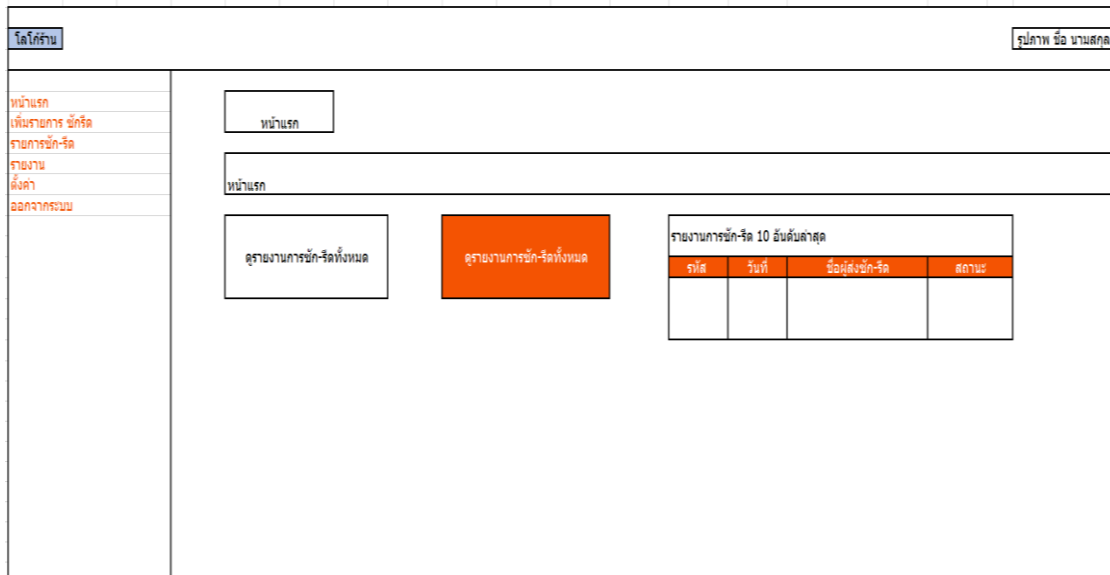 โลโก้ร้าน
รูปภาพ ชื่อ นามสกุล
หน้าแรก
เพิ่มรายการ ซักรีด
รายการซัก-รีด
รายงาน
ตั้งค่า
ออกจากระบบ
หน้าแรก
หน้าแรก
ดูรายงานการซัก-รีดทั้งหมด
ดูรายงานการซัก-รีดทั้งหมด
รายงานการซัก-รีด 10 อันดับล่าสุด
รหัส วันที่ ชื่อผู้ส่งซัก-รีด สถานะ